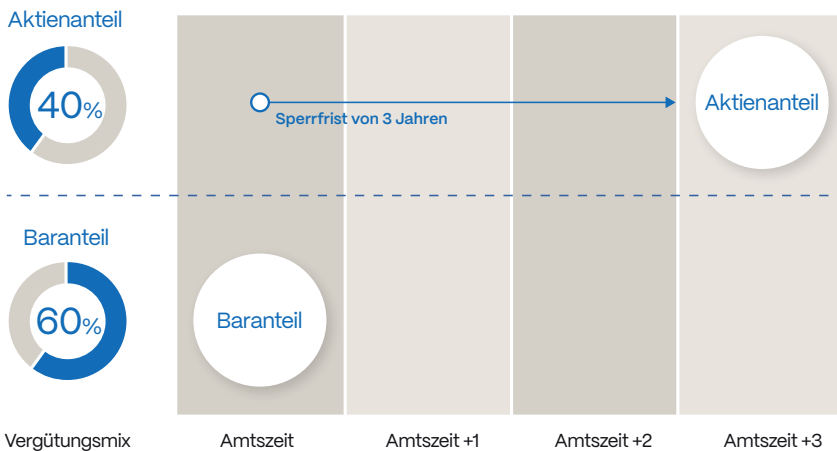 Aktienanteil
40%
Sperrfrist von 3 Jahren
Aktienanteil
Baranteil
60%
Baranteil
Vergütungsmix
Amtszeit
Amtszeit +1
Amtszeit +2
Amtszeit +3